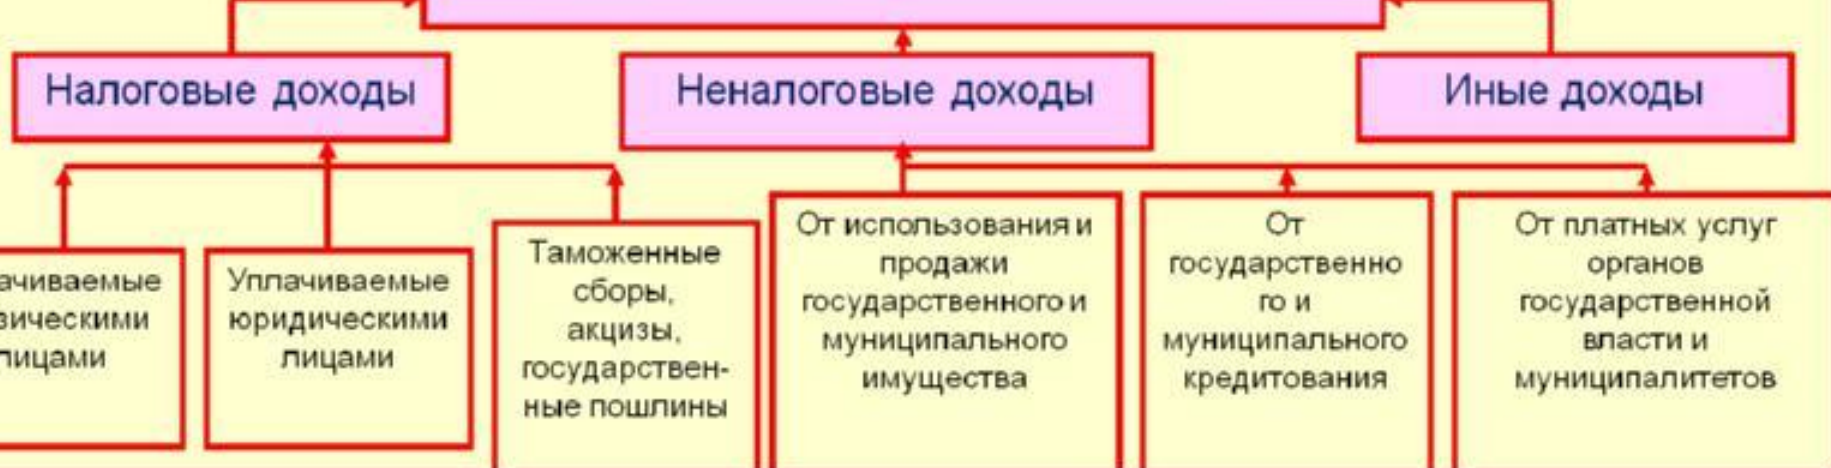 Налоговые доходы
Неналоговые доходы
Иные доходы
ачиваемые
зическими
лицами
Уплачиваемые
юридическими
лицами
Таможенные
сборы,
акцизы,
государствен-
ные пошлины
От использования и
продажи
государственного и
муниципального
имущества
От
государственно
го и
муниципального
кредитования
От платных услуг
органов
государственной
власти и
муниципалитетов